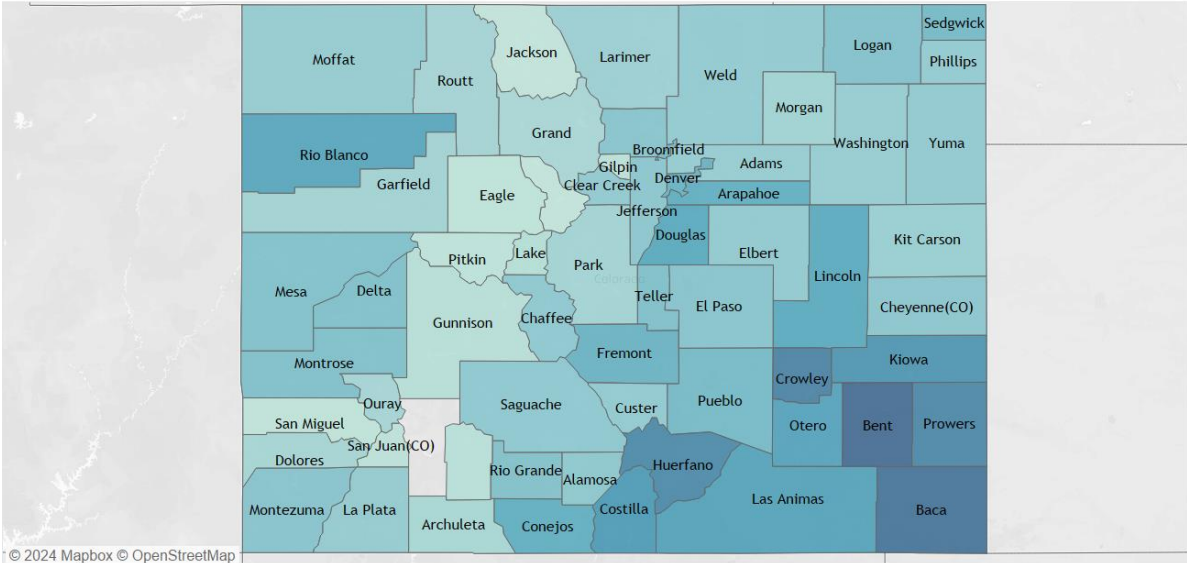 Sedgwick
Jackson
Logan
Moffat
Larimer
Phillips
Weld
Routt
Morgan
Grand
Washington
Yuma
Broomfield
Rio Blanco
Gilpin
Adams
Denver
Garfield
Clear Creek
Eagle
Arapahoe
Jefferson
Douglas
Kit Carson
Lake
Elbert
Pitkin
Park
Lincoln
Colorado
Mesa
Delta
Teller
El Paso
Cheyenne(CO)
Chaffee
Gunnison
Fremont
Kiowa
Montrose
Crowley
Ouray
Saguache
Pueblo
Custer
San Miguel
Otero
Bent
Prowers
San Juan(CO)
Dolores
Huerfano
Rio Grande
Alamosa
Las Animas
Montezuma
La Plata
Costilla
Baca
Archuleta
Conejos
© 2024 Mapbox © OpenStreetMap